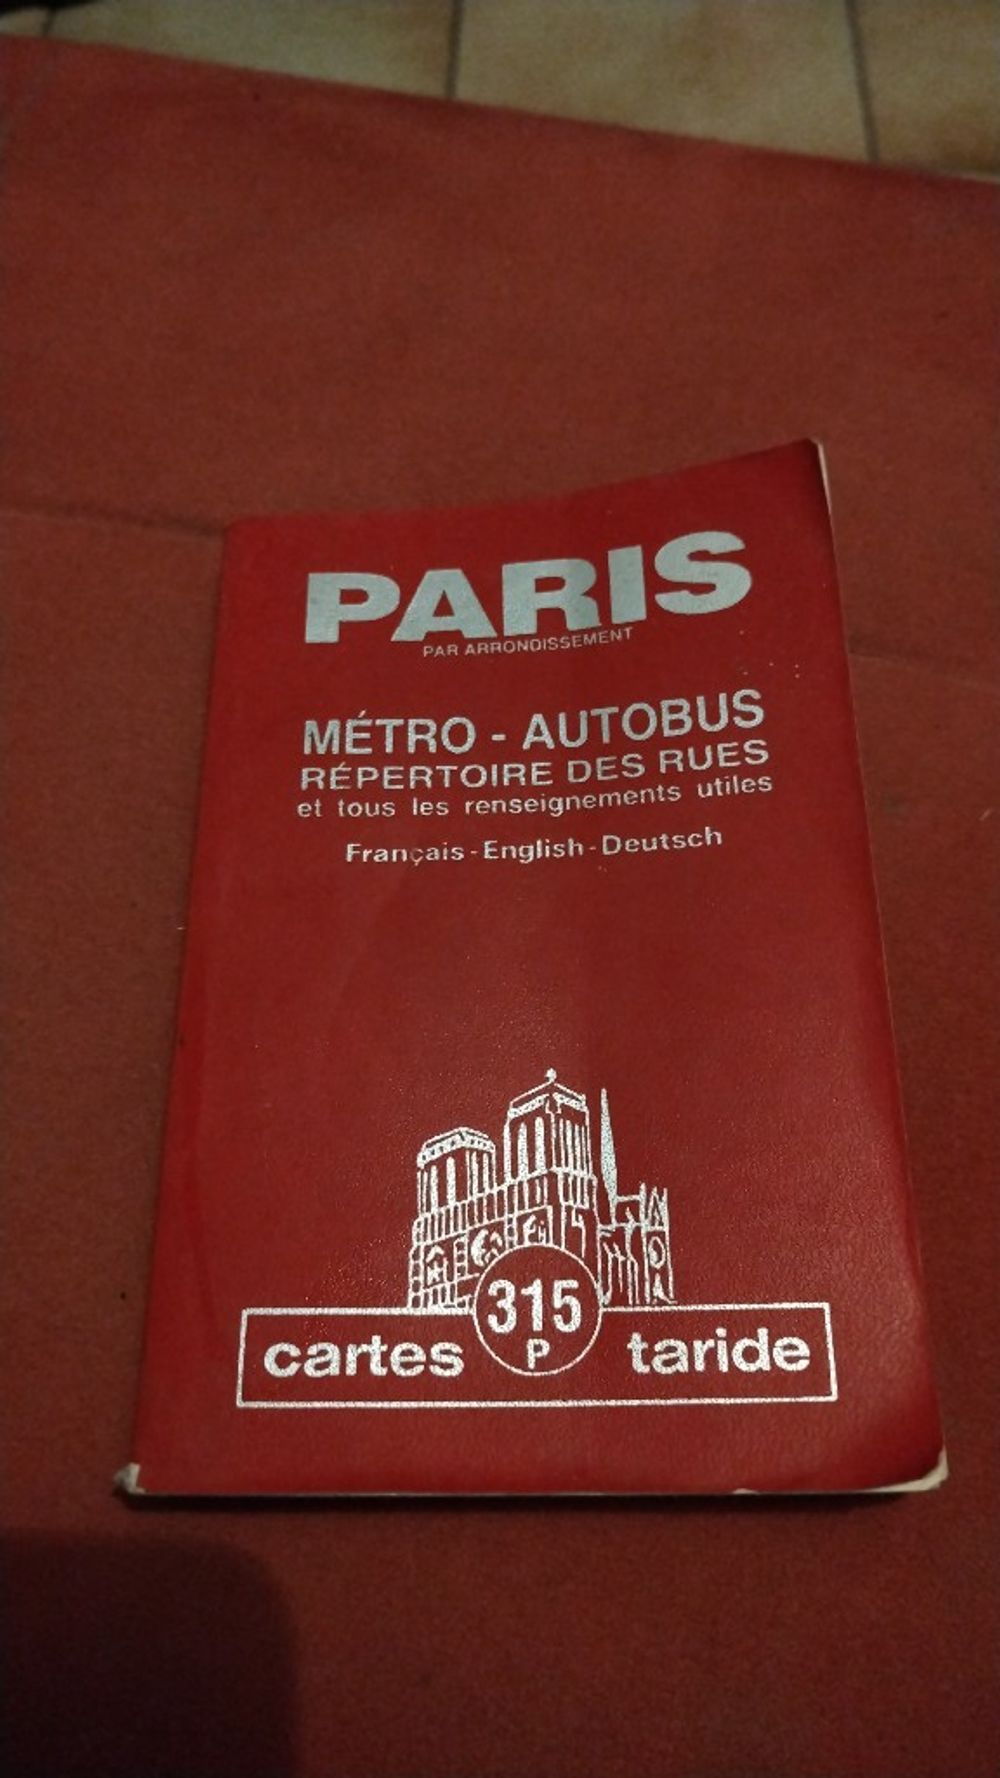 PARIS
PAR ARRONDISSEMENT
MÉTRO - AUTOBUS
RÉPERTOIRE DES RUES
et tous les renseignements utiles
Français - English - Deutsch
315
P
cartes taride